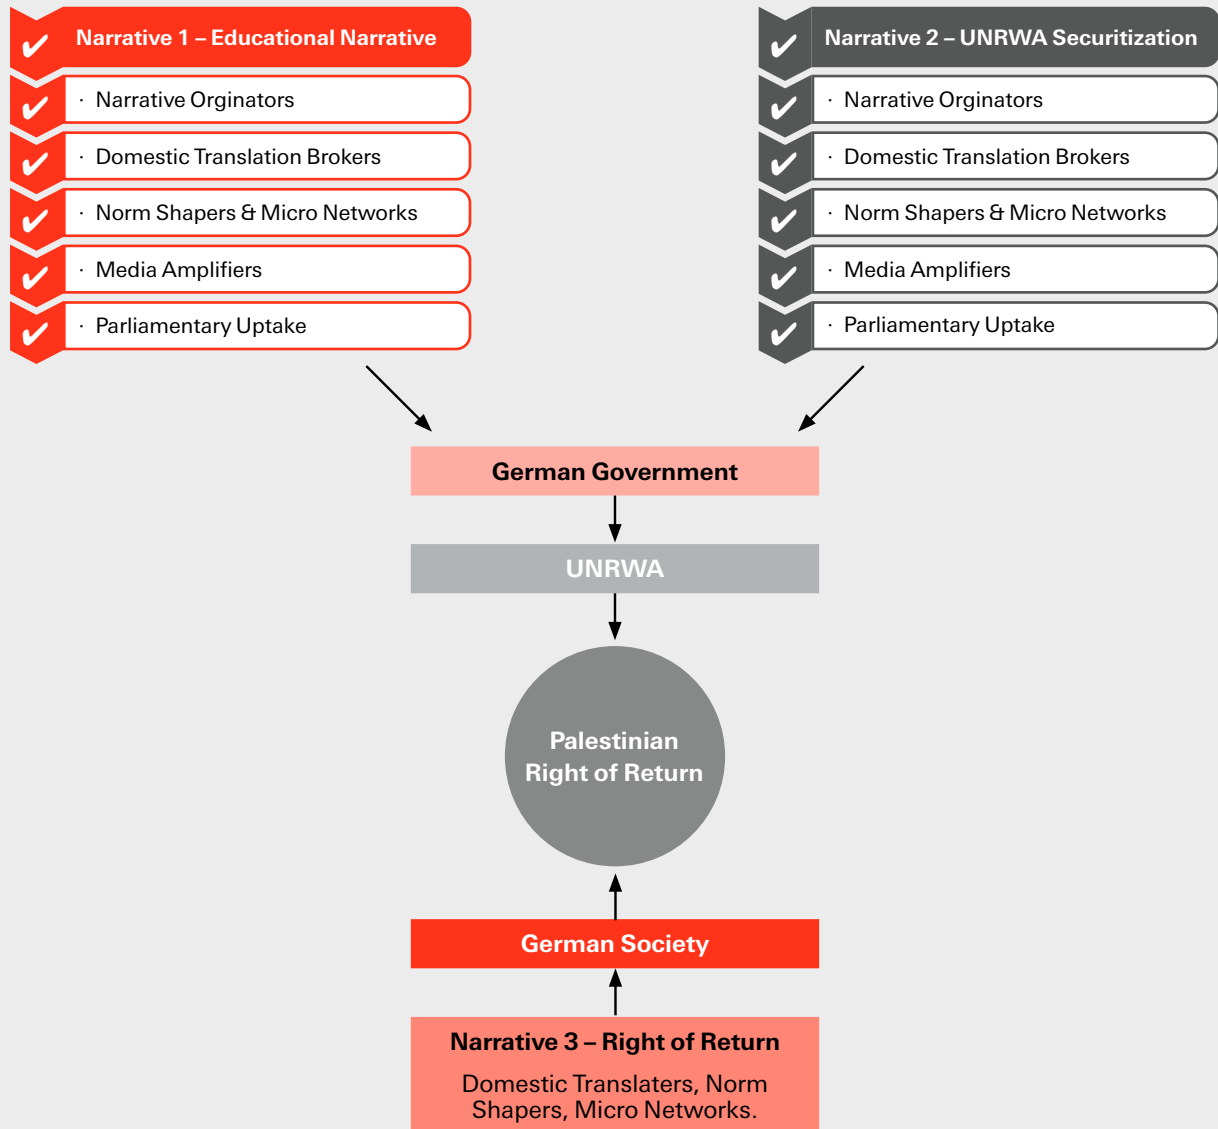 Narrative 1 – Educational Narrative
· Narrative Orginators
· Domestic Translation Brokers
· Norm Shapers & Micro Networks
· Media Amplifiers
· Parliamentary Uptake
Narrative 2 – UNRWA Securitization
· Narrative Orginators
· Domestic Translation Brokers
· Norm Shapers & Micro Networks
· Media Amplifiers
· Parliamentary Uptake
German Government
UNRWA
Palestinian
Right of Return
German Society
Narrative 3 – Right of Return
Domestic Translaters, Norm
Shapers, Micro Networks.